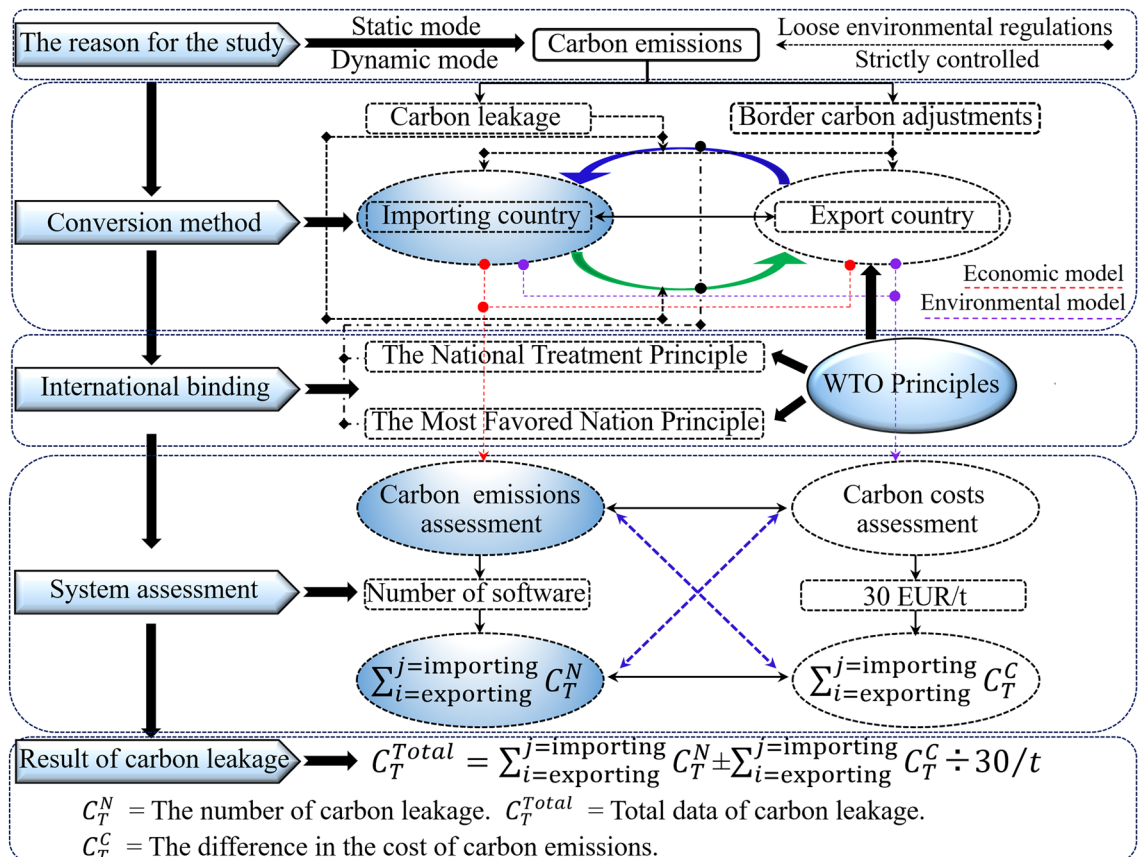 The reason for the study
Static mode
Dynamic mode
Carbon emissions
Loose environmental regulations
Strictly controlled
Carbon leakage
Border carbon adjustments
Conversion method
Importing country
Export country
Economic model
Environmental model
International binding
The National Treatment Principle
The Most Favored Nation Principle
WTO Principles
Carbon emissions
assessment
Carbon costs
assessment
System assessment
Number of software
30 EUR/t
∑_{i=exporting}^{j=importing} C_T^N
∑_{i=exporting}^{j=importing} C_T^C
Result of carbon leakage
C_T^{Total} = ∑_{i=exporting}^{j=importing} C_T^N ± ∑_{i=exporting}^{j=importing} C_T^C ÷ 30/t
C_T^N = The number of carbon leakage. C_T^{Total} = Total data of carbon leakage.
C_T^C = The difference in the cost of carbon emissions.